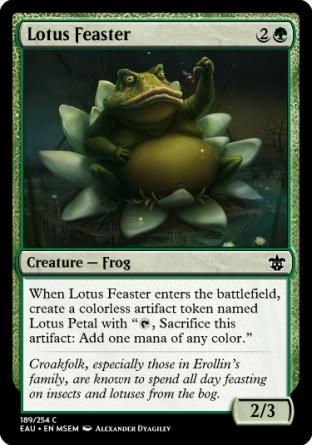 Lotus Feaster 2
Creature — Frog
When Lotus Feaster enters the battlefield,
create a colorless artifact token named
Lotus Petal with “, Sacrifice this
artifact: Add one mana of any color.”
Croakfolk, especially those in Erollin’s
family, are known to spend all day feasting
on insects and lotuses from the bog.
189/254 C
EAU • EN MSEM Alexander Dyagilev
2/3